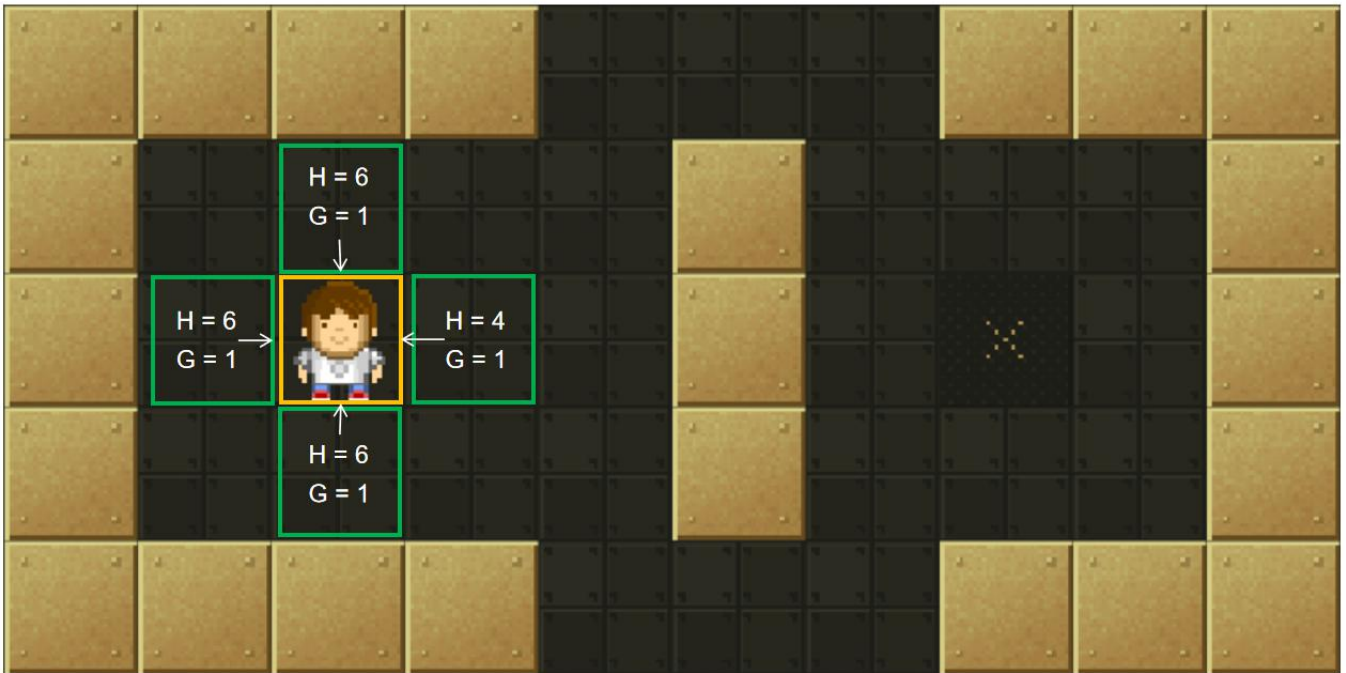 H = 6
G = 1
H = 6
G = 1
H = 4
G = 1
H = 6
G = 1